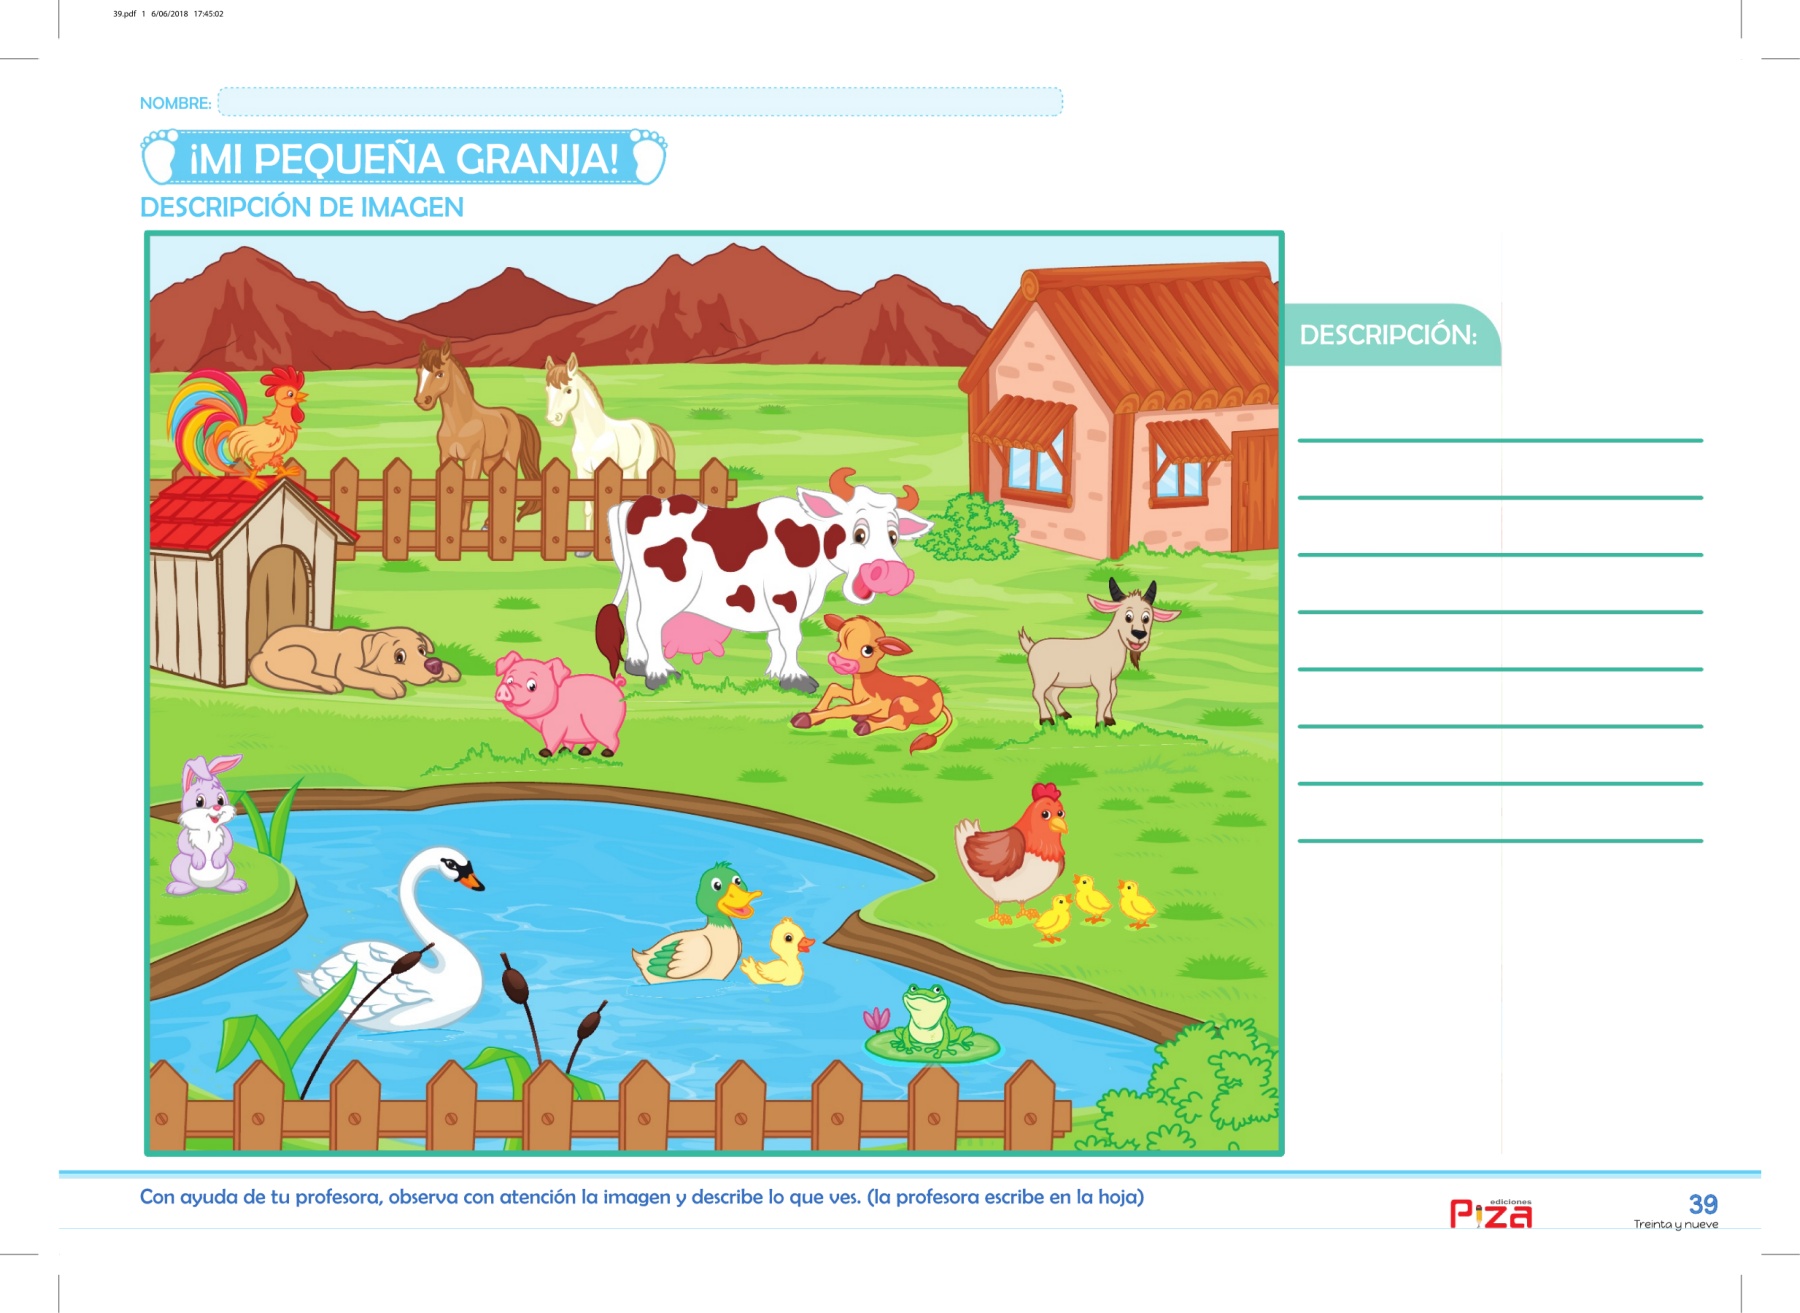 39.pdf 1 6/06/2018 17:45:02
NOMBRE:
¡MI PEQUEÑA GRANJA!
DESCRIPCIÓN DE IMAGEN
DESCRIPCIÓN:
Con ayuda de tu profesora, observa con atención la imagen y describe lo que ves. (la profesora escribe en la hoja)
ediciones
Piza
39
Treinta y nueve